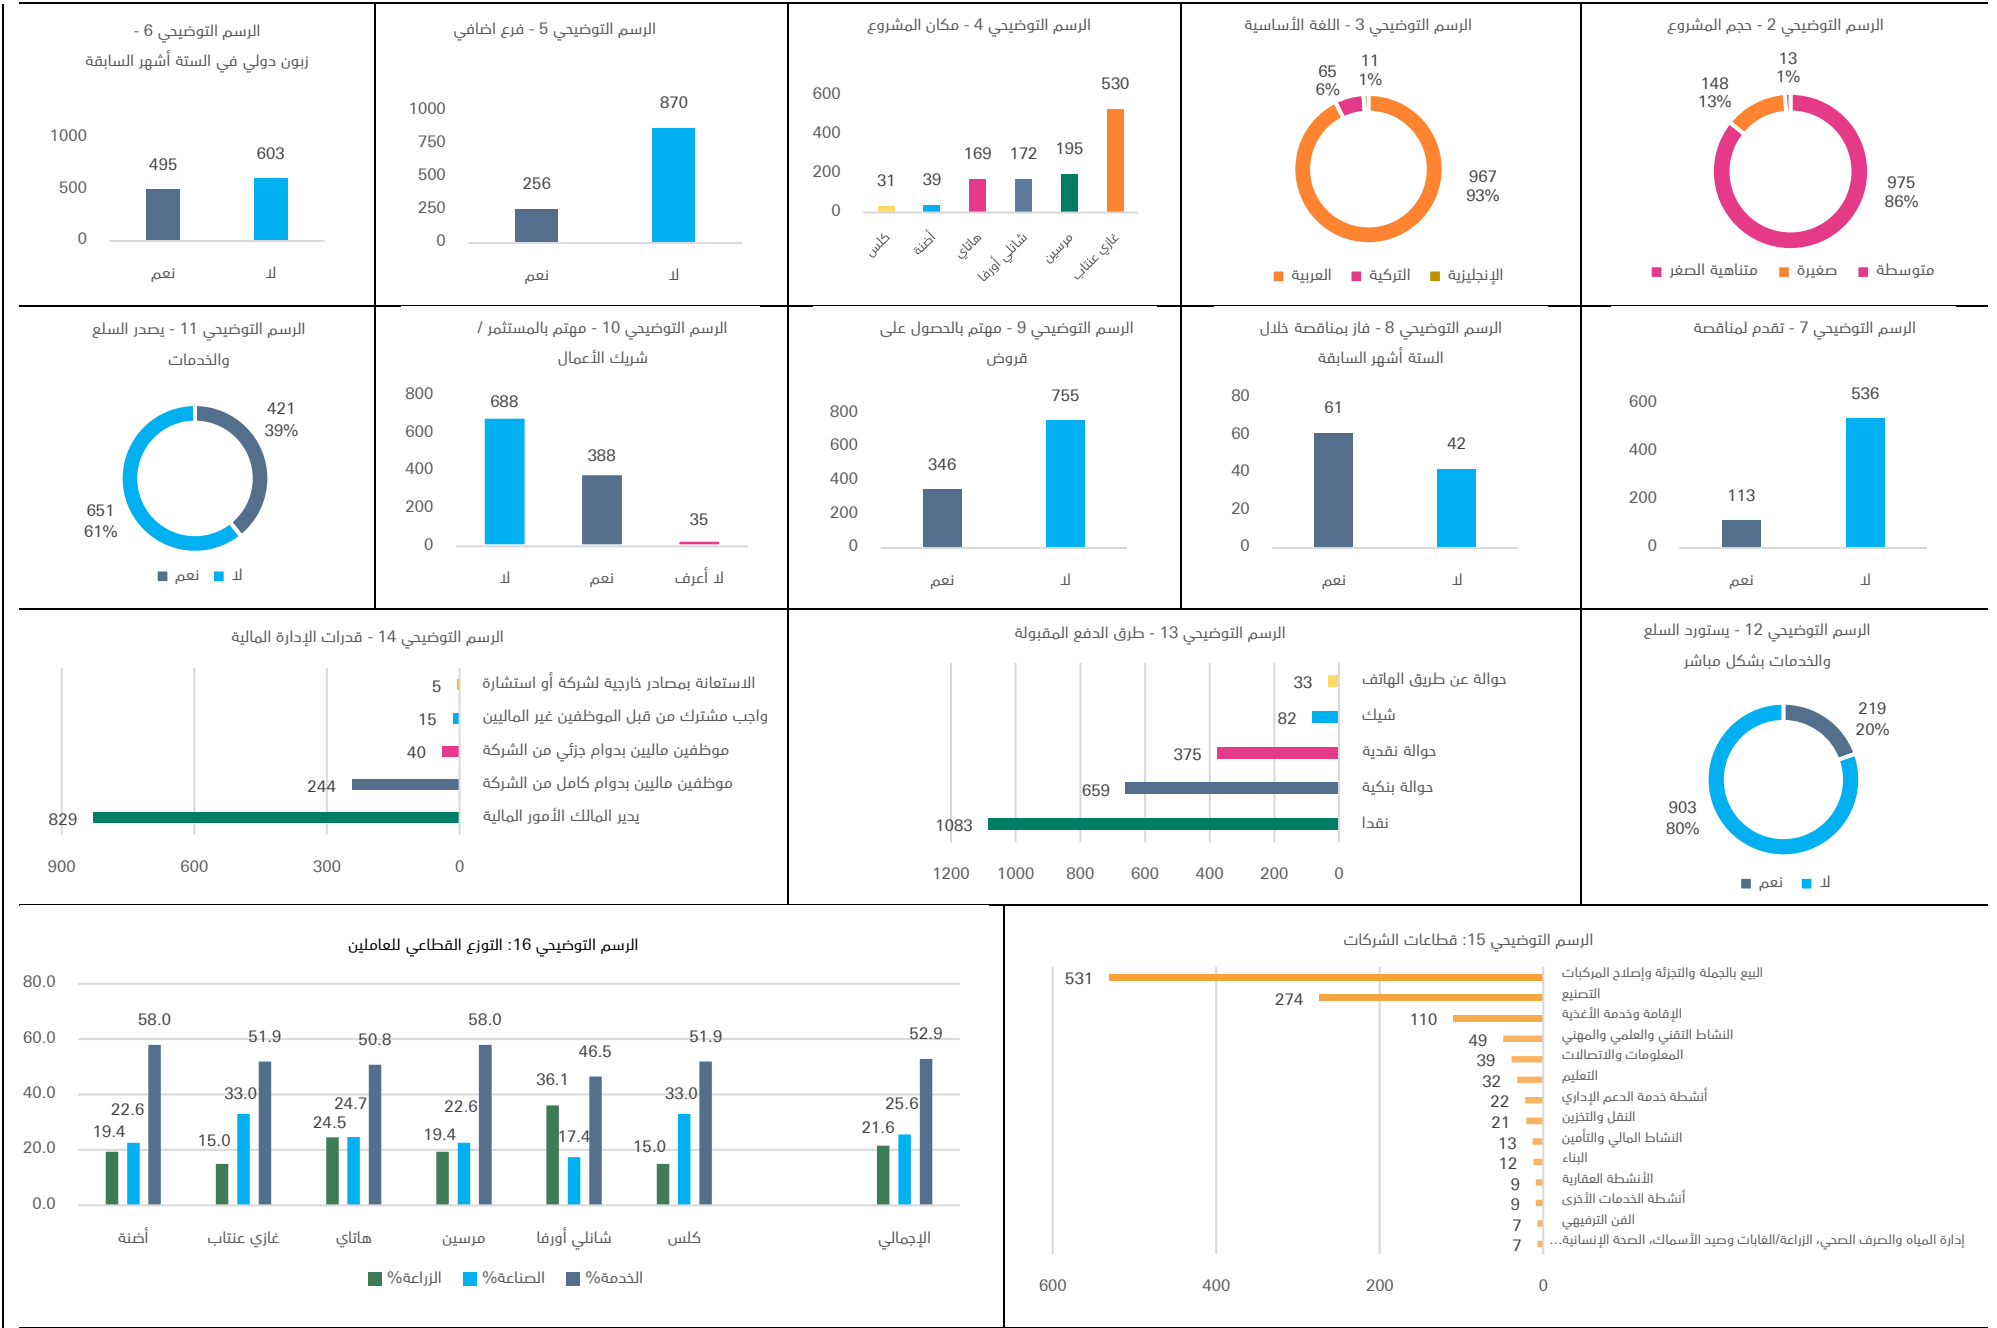 الرسم التوضيحي 2 - حجم المشروع
13
1%
148
13%
975
86%
متوسطة
صغيرة
متناهية الصغر
الرسم التوضيحي 3 - اللغة الأساسية
11
1%
65
6%
967
93%
الإنجليزية
التركية
العربية
الرسم التوضيحي 4 - مكان المشروع
600
400
200
0
31
39
169
172
195
530
كلس
أضنة
هاتاي
شانلي أورفا
مرسين
غازي عنتاب
الرسم التوضيحي 5 - فرع اضافي
1000
750
500
250
0
256
870
نعم
لا
الرسم التوضيحي 6 -
زبون دولي في الستة أشهر السابقة
1000
500
0
495
603
نعم
لا
الرسم التوضيحي 7 - تقدم لمناقصة
600
400
200
0
113
536
نعم
لا
الرسم التوضيحي 8 - فاز بمناقصة خلال
الستة أشهر السابقة
80
60
40
20
0
61
42
نعم
لا
الرسم التوضيحي 9 - مهتم بالحصول على
قروض
800
600
400
200
0
346
755
نعم
لا
الرسم التوضيحي 10 - مهتم بالمستثمر /
شريك الأعمال
800
600
400
200
0
688
388
35
لا
نعم
لا أعرف
الرسم التوضيحي 11 - يصدر السلع
والخدمات
421
39%
651
61%
لا
نعم
الرسم التوضيحي 12 - يستورد السلع
والخدمات بشكل مباشر
219
20%
903
80%
لا
نعم
الرسم التوضيحي 13 - طرق الدفع المقبولة
حوالة عن طريق الهاتف
33
شيك
82
حوالة نقدية
375
حوالة بنكية
659
نقدا
1083
1200 1000 800 600 400 200 0
الرسم التوضيحي 14 - قدرات الإدارة المالية
الاستعانة بمصادر خارجية لشركة أو استشارة
5
واجب مشترك من قبل الموظفين غير الماليين
15
موظفين ماليين بدوام جزئي من الشركة
40
موظفين ماليين بدوام كامل من الشركة
244
يدير المالك الأمور المالية
829
900 600 300 0
الرسم التوضيحي 15: قطاعات الشركات
البيع بالجملة والتجزئة وإصلاح المركبات
531
التصنيع
274
الإقامة وخدمة الأغذية
110
النشاط التقني والعلمي والمهني
49
المعلومات والاتصالات
39
التعليم
32
أنشطة خدمة الدعم الإداري
22
النقل والتخزين
21
النشاط المالي والتأمين
13
البناء
12
الأنشطة العقارية
9
أنشطة الخدمات الأخرى
9
الفن الترفيهي
7
إدارة المياه والصرف الصحي، الزراعة/الغابات وصيد الأسماك، الصحة الإنسانية...
7
600 400 200 0
الرسم التوضيحي 16: التوزع القطاعي للعاملين
80.0
60.0
40.0
20.0
0.0
19.4 22.6 58.0
15.0 33.0 51.9
24.5 24.7 50.8
19.4 22.6 58.0
36.1 17.4 46.5
15.0 33.0 51.9
21.6 25.6 52.9
أضنة
غازي عنتاب
هاتاي
مرسين
شانلي أورفا
كلس
الإجمالي
الخدمة%
الصناعة%
الزراعة%